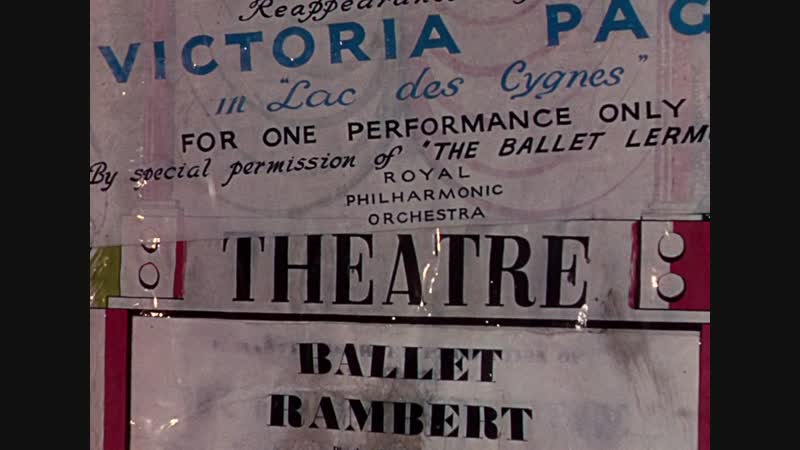 Reappearance
VICTORIA PAG
in "Lac des Cygnes"
FOR ONE PERFORMANCE ONLY
By special permission of "THE BALLET LERM
ROYAL
PHILHARMONIC
ORCHESTRA
THEATRE
BALLET
RAMBERT